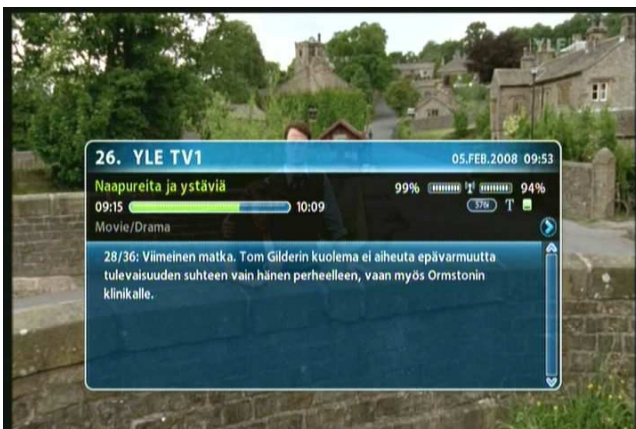 YLE
26. YLE TV1
05.FEB.2008 09:53
Naapureita ja ystäviä
99% 94%
09:15 10:09
576i T
Movie/Drama
28/36: Viimeinen matka. Tom Gilderin kuolema ei aiheuta epävarmuutta
tulevaisuuden suhteen vain hänen perheelleen, vaan myös Ormstonin
klinikalle.